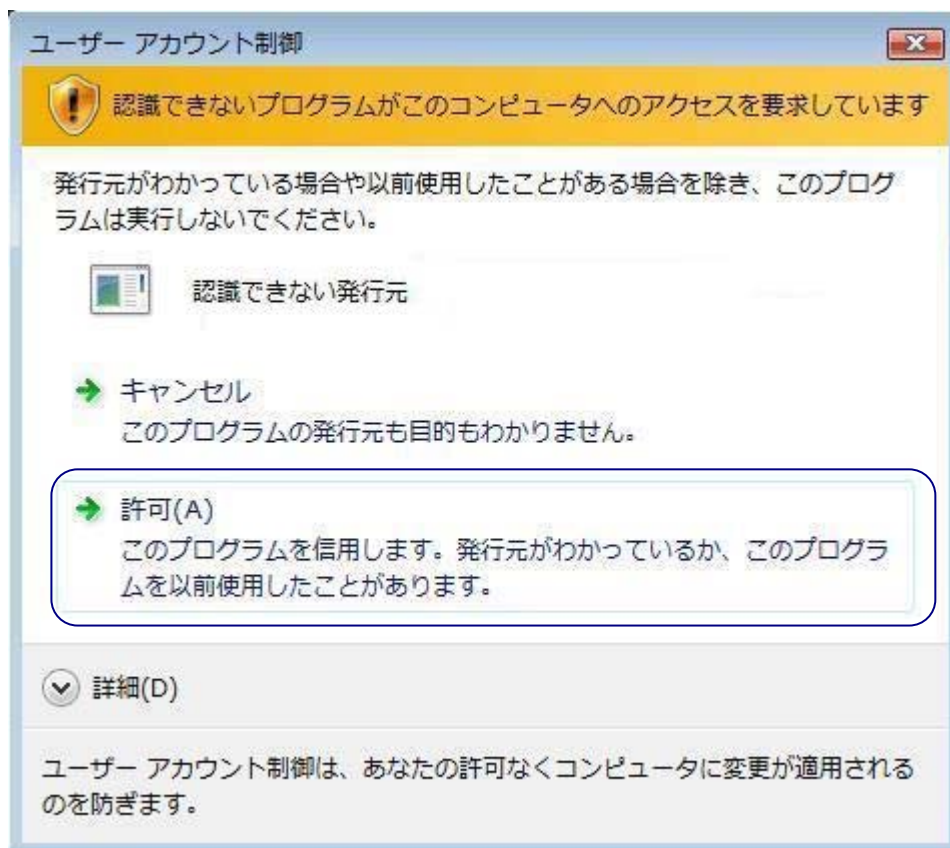 ユーザー アカウント制御
認識できないプログラムがこのコンピュータへのアクセスを要求しています
発行元がわかっている場合や以前使用したことがある場合を除き、このプログ
ラムは実行しないでください。
認識できない発行元
キャンセル
このプログラムの発行元も目的もわかりません。
許可(A)
このプログラムを信用します。発行元がわかっているか、このプログラ
ムを以前使用したことがあります。
詳細(D)
ユーザー アカウント制御は、あなたの許可なくコンピュータに変更が適用される
のを防ぎます。